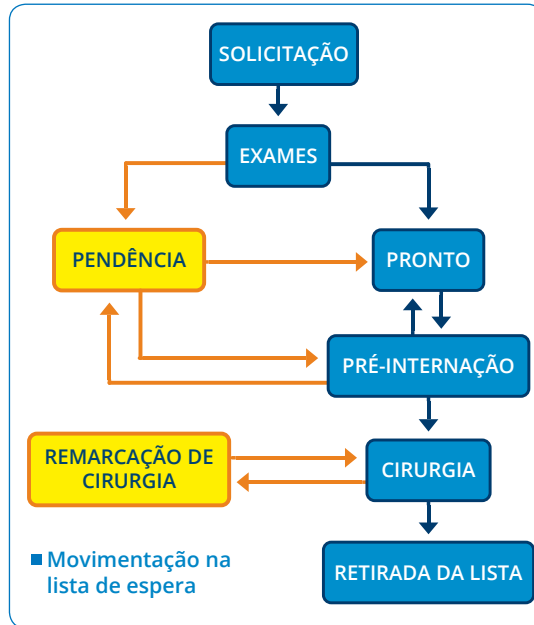 SOLICITAÇÃO
EXAMES
PENDÊNCIA
PRONTO
PRÉ-INTERNAÇÃO
REMARCAÇÃO DE
CIRURGIA
CIRURGIA
Movimentação na
lista de espera
RETIRADA DA LISTA